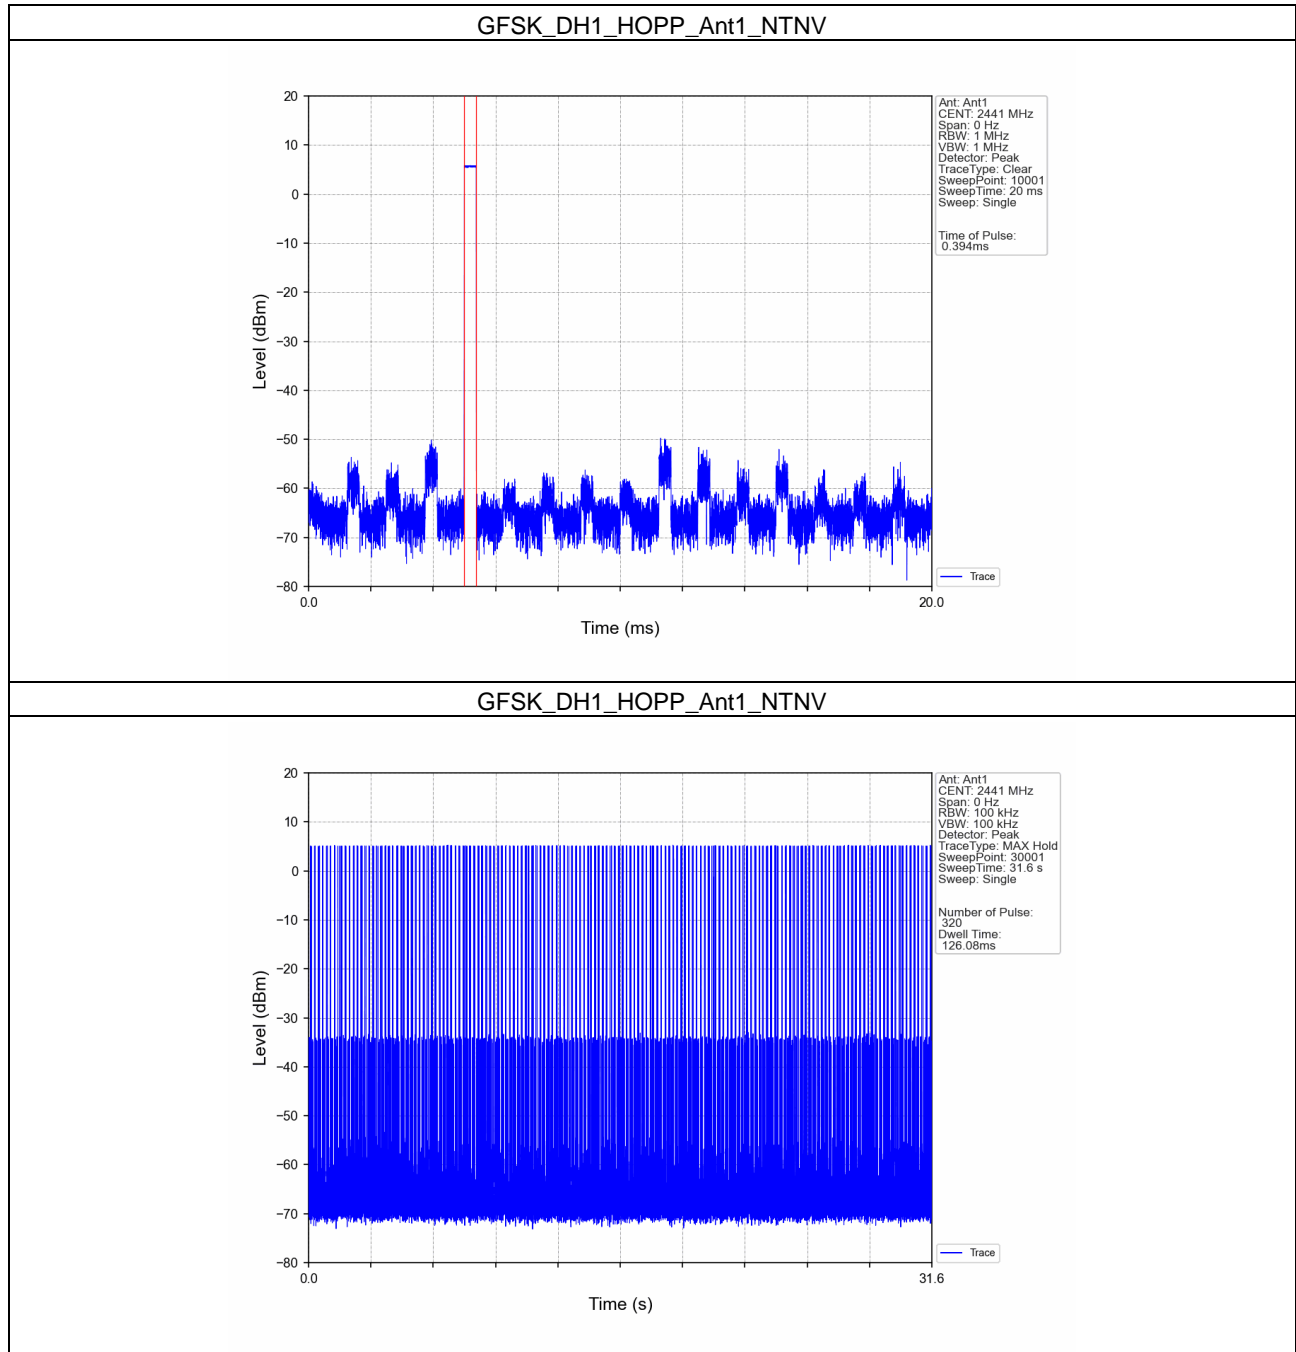 GFSK_DH1_HOPP_Ant1_NTNV
20
10
0
−10
−20
−30
−40
−50
−60
−70
−80
Level (dBm)
0.0
20.0
Time (ms)
Ant: Ant1
CENT: 2441 MHz
Span: 0 Hz
RBW: 1 MHz
VBW: 1 MHz
Detector: Peak
TraceType: Clear
SweepPoint: 10001
SweepTime: 20 ms
Sweep: Single
Time of Pulse:
0.394ms
Trace
GFSK_DH1_HOPP_Ant1_NTNV
20
10
0
−10
−20
−30
−40
−50
−60
−70
−80
Level (dBm)
0.0
31.6
Time (s)
Ant: Ant1
CENT: 2441 MHz
Span: 0 Hz
RBW: 100 kHz
VBW: 100 kHz
Detector: Peak
TraceType: MAX Hold
SweepPoint: 30001
SweepTime: 31.6 s
Sweep: Single
Number of Pulse:
320
Dwell Time:
126.08ms
Trace